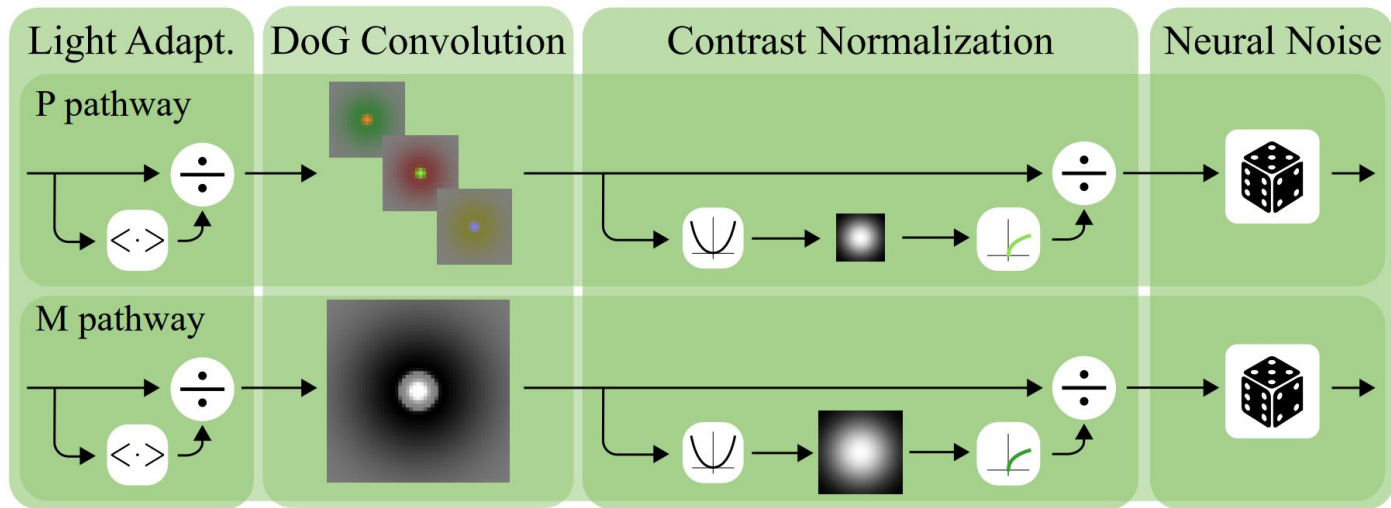 Light Adapt.
DoG Convolution
Contrast Normalization
Neural Noise
P pathway
÷
÷
< · >
M pathway
÷
÷
< · >